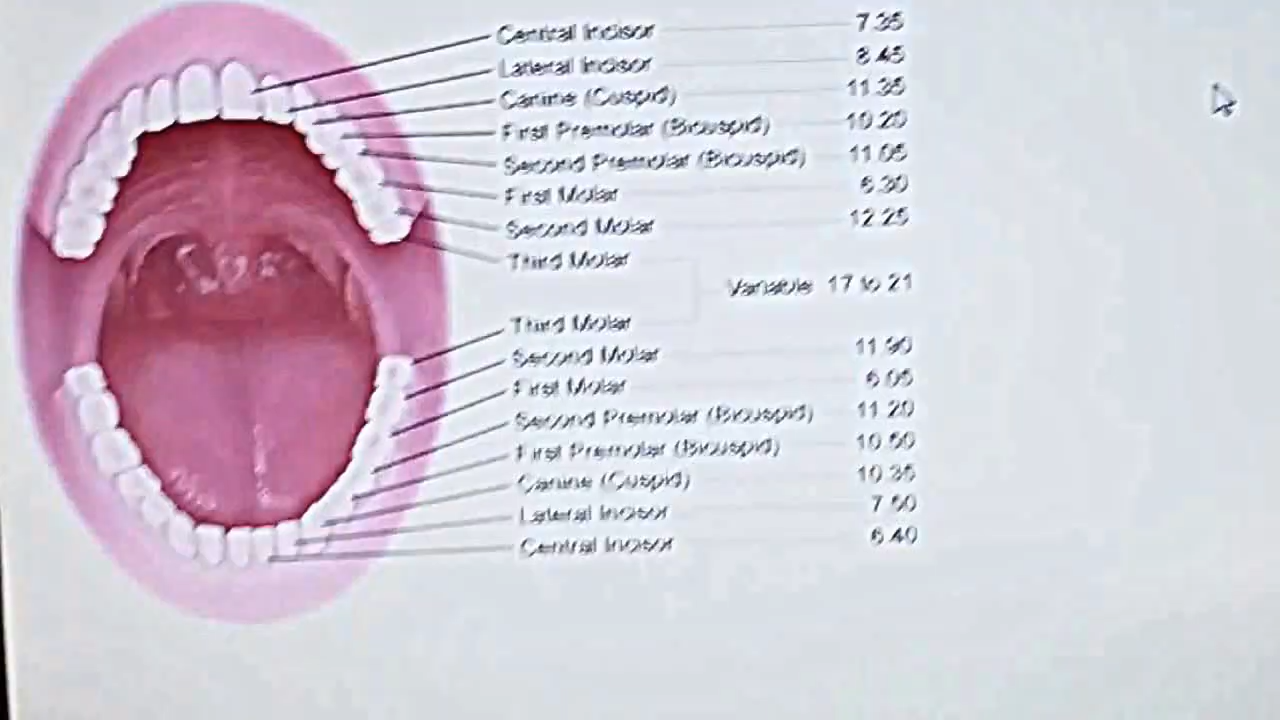 Central Incisor 7.35
Lateral Incisor 8.45
Canine (Cuspid) 11.35
First Premolar (Bicuspid) 10.20
Second Premolar (Bicuspid) 11.05
First Molar 6.30
Second Molar 12.25
Third Molar
Variable 17 to 21
Third Molar
Second Molar 11.90
First Molar 6.05
Second Premolar (Bicuspid) 11.20
First Premolar (Bicuspid) 10.50
Canine (Cuspid) 10.35
Lateral Incisor 7.50
Central Incisor 6.40